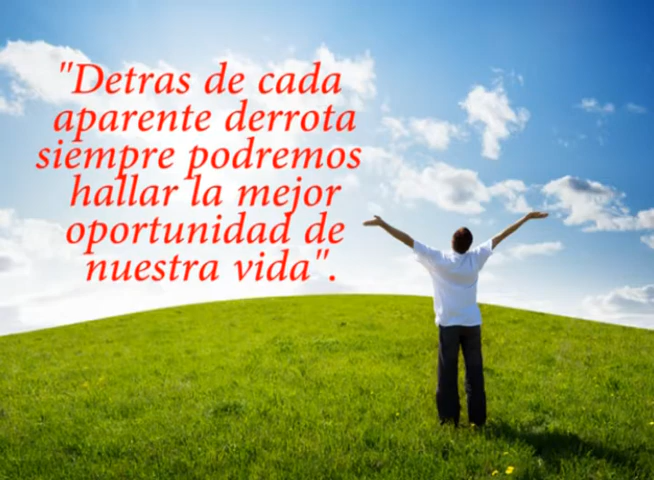 "Detras de cada
aparente derrota
siempre podremos
hallar la mejor
oportunidad de
nuestra vida".